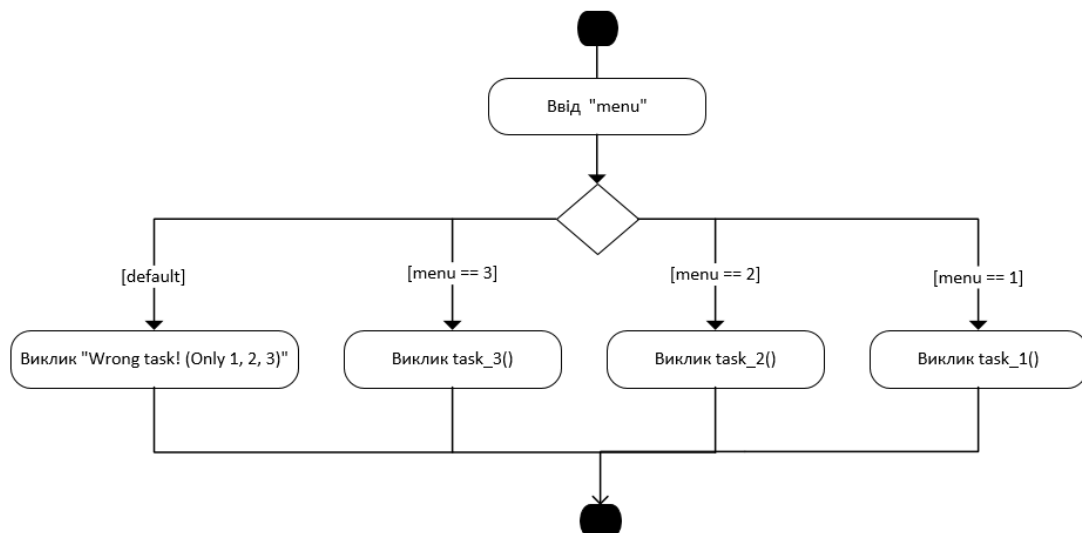 Ввід "menu"
[default]
[menu == 3]
[menu == 2]
[menu == 1]
Виклик "Wrong task! (Only 1, 2, 3)"
Виклик task_3()
Виклик task_2()
Виклик task_1()